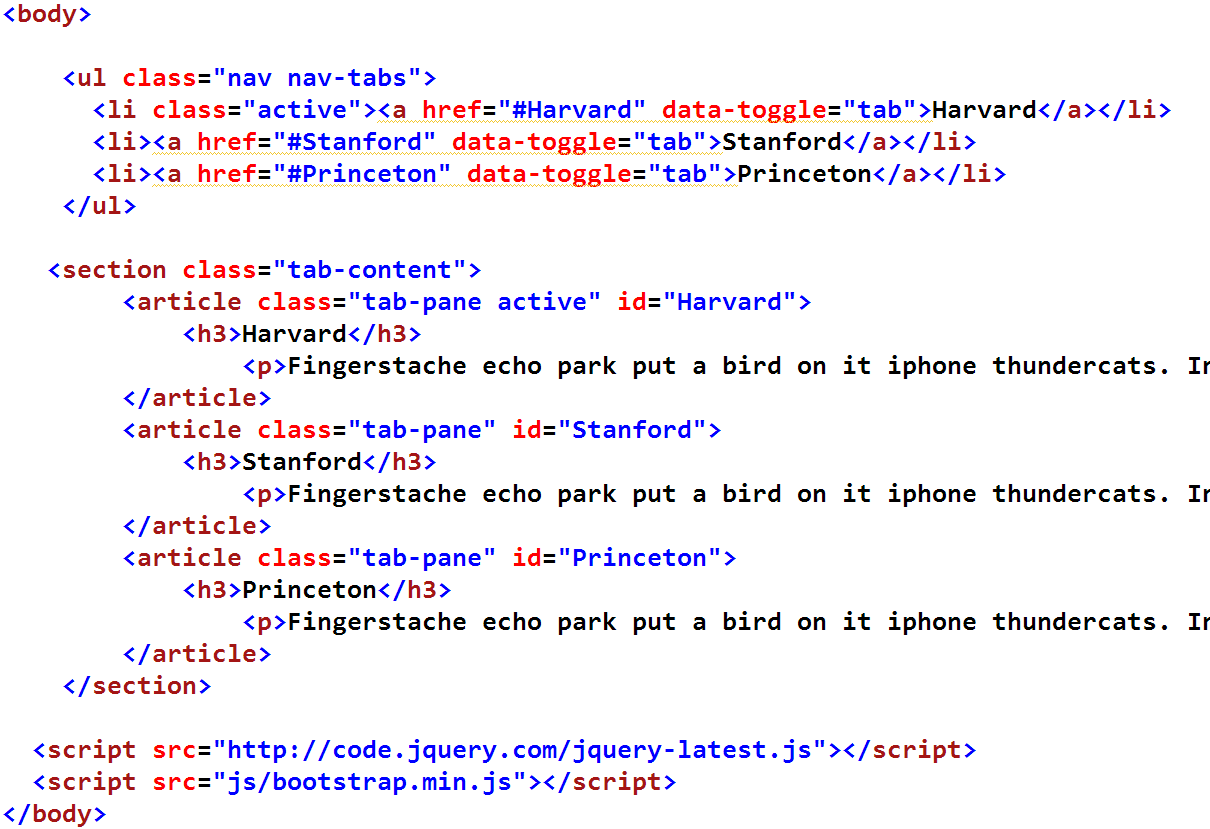 <body>
<ul class="nav nav-tabs">
<li class="active"><a href="#Harvard" data-toggle="tab">Harvard</a></li>
<li><a href="#Stanford" data-toggle="tab">Stanford</a></li>
<li><a href="#Princeton" data-toggle="tab">Princeton</a></li>
</ul>
<section class="tab-content">
<article class="tab-pane active" id="Harvard">
<h3>Harvard</h3>
<p>Fingerstache echo park put a bird on it iphone thundercats.
</article>
<article class="tab-pane" id="Stanford">
<h3>Stanford</h3>
<p>Fingerstache echo park put a bird on it iphone thundercats.
</article>
<article class="tab-pane" id="Princeton">
<h3>Princeton</h3>
<p>Fingerstache echo park put a bird on it iphone thundercats.
</article>
</section>
<script src="http://code.jquery.com/jquery-latest.js"></script>
<script src="js/bootstrap.min.js"></script>
</body>